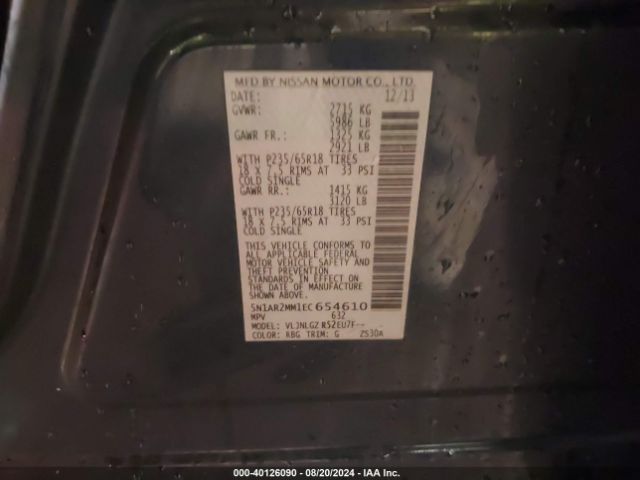 MFD BY NISSAN MOTOR CO., LTD.
DATE: 12/13
GVWR: 2715 KG
5986 LB
GAWR FR.: 1325 KG
2921 LB
WITH P235/65R18 TIRES
18 X 7.5 RIMS AT 33 PSI
COLD SINGLE
GAWR RR.: 1415 KG
3120 LB
WITH P235/65R18 TIRES
18 X 7.5 RIMS AT 33 PSI
COLD SINGLE
THIS VEHICLE CONFORMS TO
ALL APPLICABLE FEDERAL
MOTOR VEHICLE SAFETY AND
THEFT PREVENTION
STANDARDS IN EFFECT ON
THE DATE OF MANUFACTURE
SHOWN ABOVE.
5N1AR2MM1EC654610
MPV 632
MODEL: VLJNLGZ R52EU7F--
COLOR: RBG TRIM: G ZS30A
000-40126090 - 08/20/2024 - IAA Inc.